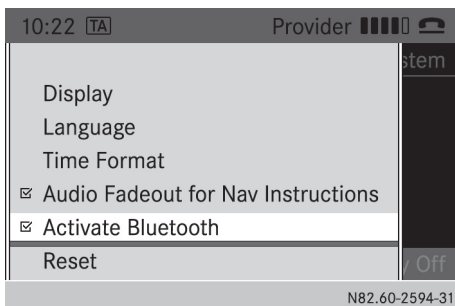 10:22 TA Provider
stem
Display
Language
Time Format
Audio Fadeout for Nav Instructions
Activate Bluetooth
Reset
y Off
N82.60-2594-31